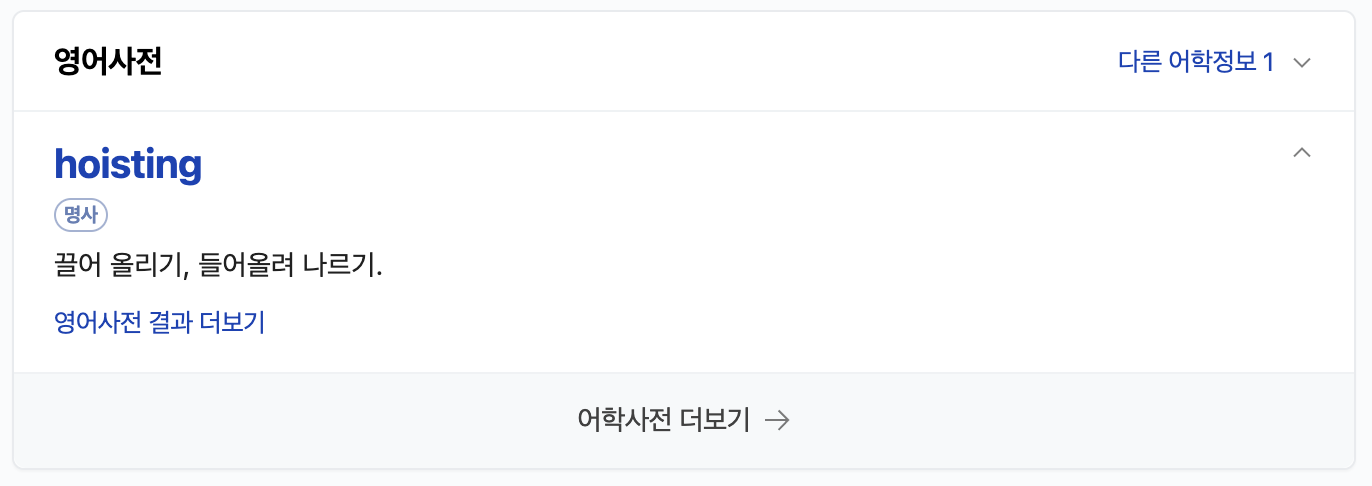 영어사전
다른 어학정보 1
hoisting
명사
끌어 올리기, 들어올려 나르기.
영어사전 결과 더보기
어학사전 더보기